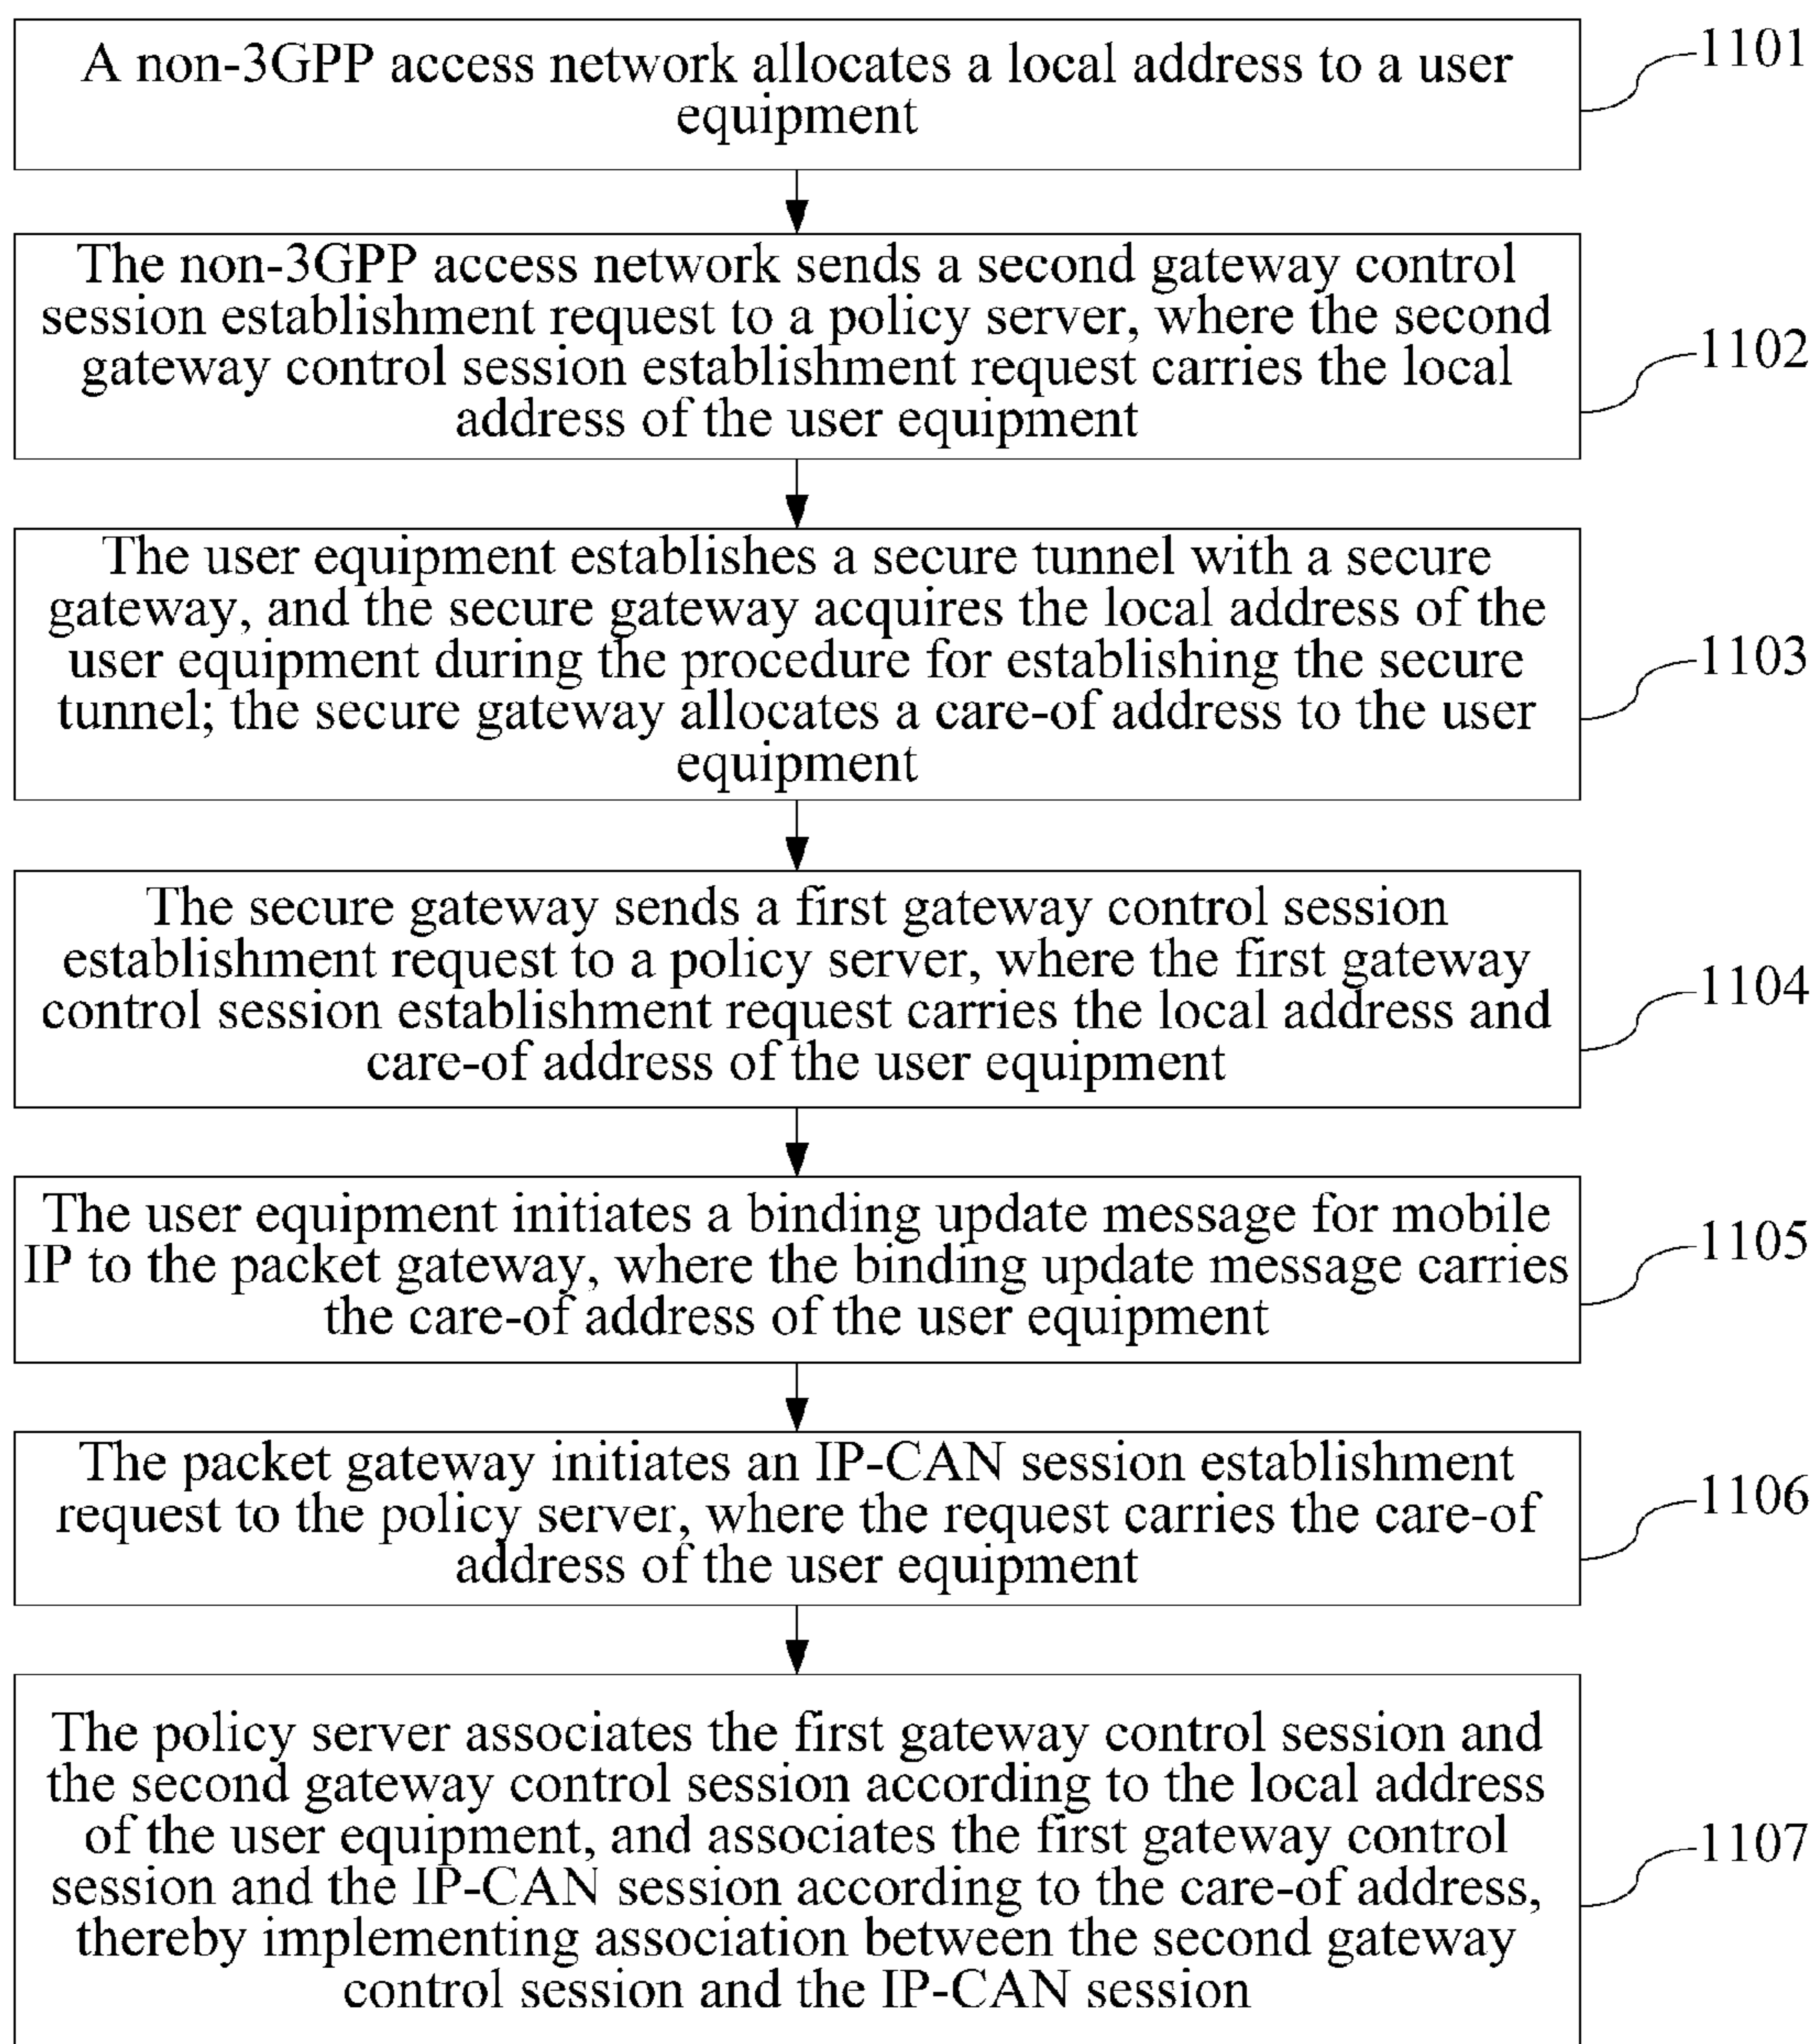 A non-3GPP access network allocates a local address to a user
equipment
1101
The non-3GPP access network sends a second gateway control
session establishment request to a policy server, where the second
gateway control session establishment request carries the local
address of the user equipment
1102
The user equipment establishes a secure tunnel with a secure
gateway, and the secure gateway acquires the local address of the
user equipment during the procedure for establishing the secure
tunnel; the secure gateway allocates a care-of address to the user
equipment
1103
The secure gateway sends a first gateway control session
establishment request to a policy server, where the first gateway
control session establishment request carries the local address and
care-of address of the user equipment
1104
The user equipment initiates a binding update message for mobile
IP to the packet gateway, where the binding update message carries
the care-of address of the user equipment
1105
The packet gateway initiates an IP-CAN session establishment
request to the policy server, where the request carries the care-of
address of the user equipment
1106
The policy server associates the first gateway control session and
the second gateway control session according to the local address
of the user equipment, and associates the first gateway control
session and the IP-CAN session according to the care-of address,
thereby implementing association between the second gateway
control session and the IP-CAN session
1107